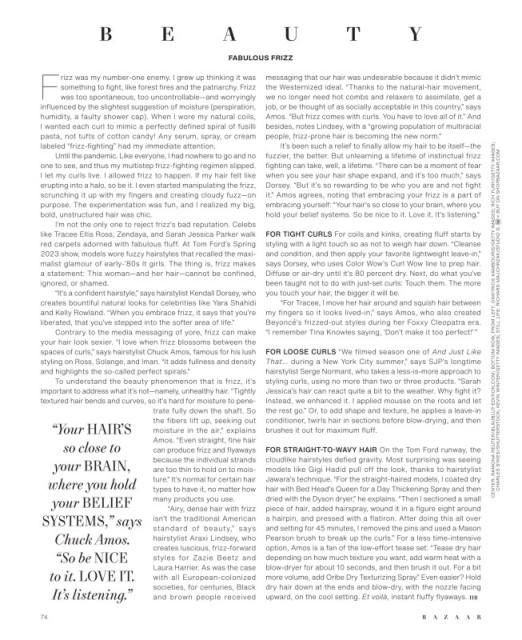 BEAUTY
FABULOUS FRIZZ
Frizz was my number-one enemy. I grew up thinking it was
something to fight, like forest fires and the patriarchy. Frizz
was too spontaneous, too uncontrollable—and worryingly
influenced by the slightest suggestion of moisture (perspiration,
humidity, a faulty shower cap). When I wore my natural coils,
I wanted each curl to mimic a perfectly defined spiral of fusilli
pasta, not tufts of cotton candy! Any serum, spray, or cream
labeled "frizz-fighting" had my immediate attention.
Until the pandemic. Like everyone, I had nowhere to go and no
one to see, and thus my multistep frizz-fighting regimen slipped.
I let my curls live. I allowed frizz to happen. If my hair felt like
erupting into a halo, so be it. I even started manipulating the frizz,
scrunching it up with my fingers and creating cloudy fuzz—on
purpose. The experimentation was fun, and I realized my big,
bold, unstructured hair was chic.
I'm not the only one to reject frizz's bad reputation. Celebs
like Tracee Ellis Ross, Zendaya, and Sarah Jessica Parker walk
red carpets adorned with fabulous fluff. At Tom Ford's Spring
2023 show, models wore fuzzy hairstyles that recalled the maxi-
malist glamour of early-'80s It girls. The thing is, frizz makes
a statement: This woman—and her hair—cannot be confined,
ignored, or shamed.
"It's a confident hairstyle," says hairstylist Kendall Dorsey, who
creates bountiful natural looks for celebrities like Yara Shahidi
and Kelly Rowland. "When you embrace frizz, it says that you're
liberated, that you've stepped into the softer area of life."
Contrary to the media messaging of yore, frizz can make
your hair look sexier. "I love when frizz blossoms between the
spaces of curls," says hairstylist Chuck Amos, famous for his lush
styling on Ross, Solange, and Iman. "It adds fullness and density
and highlights the so-called perfect spirals."
To understand the beauty phenomenon that is frizz, it's
important to address what it's not—namely, unhealthy hair. "Tightly
textured hair bends and curves, so it's hard for moisture to pene-
trate fully down the shaft. So
the fibers lift up, seeking out
moisture in the air," explains
Amos. "Even straight, fine hair
can produce frizz and flyaways
because the individual strands
are too thin to hold on to mois-
ture." It's normal for certain hair
types to have it, no matter how
many products you use.
"Airy, dense hair with frizz
isn't the traditional American
standard of beauty," says
hairstylist Araxi Lindsey, who
creates luscious, frizz-forward
styles for Zazie Beetz and
Laura Harrier. As was the case
with all European-colonized
societies, for centuries, Black
and brown people received
"Your HAIR'S
so close to
your BRAIN,
where you hold
your BELIEF
SYSTEMS," says
Chuck Amos.
"So be NICE
to it. LOVE IT.
It's listening."
messaging that our hair was undesirable because it didn't mimic
the Westernized ideal. "Thanks to the natural-hair movement,
we no longer need hot combs and relaxers to assimilate, get a
job, or be thought of as socially acceptable in this country," says
Amos. "But frizz comes with curls. You have to love all of it." And
besides, notes Lindsey, with a "growing population of multiracial
people, frizz-prone hair is becoming the new norm."
It's been such a relief to finally allow my hair to be itself—the
fuzzier, the better. But unlearning a lifetime of instinctual frizz
fighting can take, well, a lifetime. "There can be a moment of fear
when you see your hair shape expand, and it's too much," says
Dorsey. "But it's so rewarding to be who you are and not fight
it." Amos agrees, noting that embracing your frizz is a part of
embracing yourself: "Your hair's so close to your brain, where you
hold your belief systems. So be nice to it. Love it. It's listening."
FOR TIGHT CURLS For coils and kinks, creating fluff starts by
styling with a light touch so as not to weigh hair down. "Cleanse
and condition, and then apply your favorite lightweight leave-in,"
says Dorsey, who uses Color Wow's Curl Wow line to prep hair.
Diffuse or air-dry until it's 80 percent dry. Next, do what you've
been taught not to do with just-set curls: Touch them. The more
you touch your hair, the bigger it will be.
"For Tracee, I move her hair around and squish hair between
my fingers so it looks lived-in," says Amos, who also created
Beyoncé's frizzed-out styles during her Foxxy Cleopatra era.
"I remember Tina Knowles saying, 'Don't make it too perfect!' "
FOR LOOSE CURLS "We filmed season one of And Just Like
That... during a New York City summer," says SJP's longtime
hairstylist Serge Normant, who takes a less-is-more approach to
styling curls, using no more than two or three products. "Sarah
Jessica's hair can react quite a bit to the weather. Why fight it?
Instead, we enhanced it. I applied mousse on the roots and let
the rest go." Or, to add shape and texture, he applies a leave-in
conditioner, twirls hair in sections before blow-drying, and then
brushes it out for maximum fluff.
FOR STRAIGHT-TO-WAVY HAIR On the Tom Ford runway, the
cloudlike hairstyles defied gravity. Most surprising was seeing
models like Gigi Hadid pull off the look, thanks to hairstylist
Jawara's technique. "For the straight-haired models, I coated dry
hair with Bed Head's Queen for a Day Thickening Spray and then
dried with the Dyson dryer," he explains. "Then I sectioned a small
piece of hair, added hairspray, wound it in a figure eight around
a hairpin, and pressed with a flatiron. After doing this all over
and setting for 45 minutes, I removed the pins and used a Mason
Pearson brush to break up the curls." For a less time-intensive
option, Amos is a fan of the low-effort tease set: "Tease dry hair
depending on how much texture you want, add warm heat with a
blow-dryer for about 10 seconds, and then brush it out. For a bit
more volume, add Oribe Dry Texturizing Spray." Even easier? Hold
dry hair down at the ends and blow-dry, with the nozzle facing
upward, on the cool setting. Et voilà, instant fluffy flyaways.
76
BAZAAR